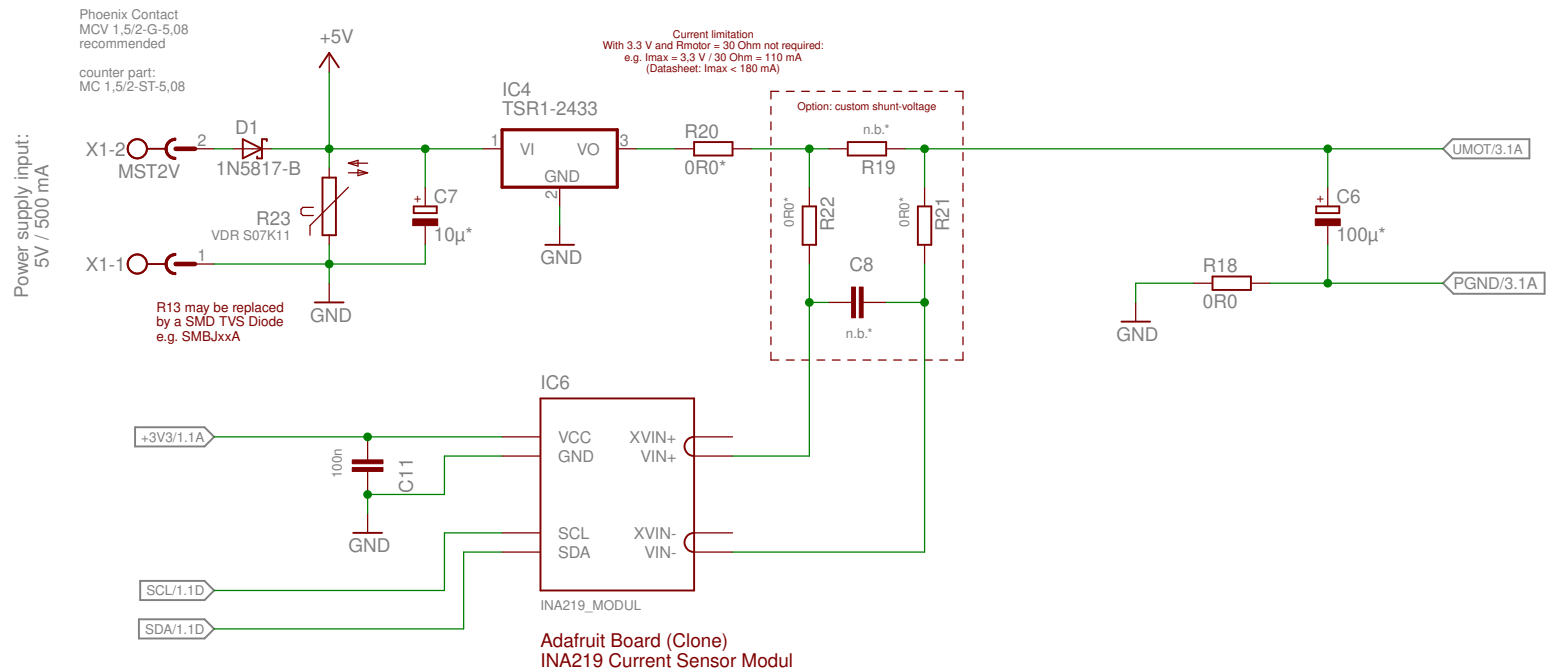 Phoenix Contact
MCV 1,5/2-G-5,08
recommended
counter part:
MC 1,5/2-ST-5,08
Power supply input:
5V / 500 mA
+5V
X1-2
MST2V
2
D1
1N5817-B
X1-1
1
R23
VDR S07K11
U
R13 may be replaced
by a SMD TVS Diode
e.g. SMBJxxA
GND
+
C7
10µ*
IC4
TSR1-2433
1
VI
VO
3
GND
2
GND
Current limitation
With 3.3 V and Rmotor = 30 Ohm not required:
e.g. Imax = 3,3 V / 30 Ohm = 110 mA
(Datasheet: Imax < 180 mA)
R20
0R0*
Option: custom shunt-voltage
n.b.*
R19
0R0*
R22
0R0*
R21
C8
n.b.*
UMOT/3.1A
+
C6
100µ*
R18
0R0
PGND/3.1A
GND
IC6
+3V3/1.1A
100n
C11
GND
VCC
GND
SCL
SDA
XVIN+
VIN+
XVIN-
VIN-
SCL/1.1D
SDA/1.1D
INA219_MODUL
Adafruit Board (Clone)
INA219 Current Sensor Modul